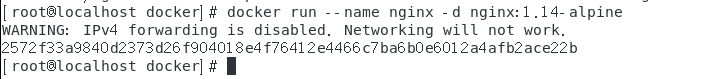 [root@localhost docker]# docker run --name nginx -d nginx:1.14-alpine
WARNING: IPv4 forwarding is disabled. Networking will not work.
2572f33a9840d2373d26f904018e4f76412e4466c7ba6b0e6012a4afb2ace22b
[root@localhost docker]#